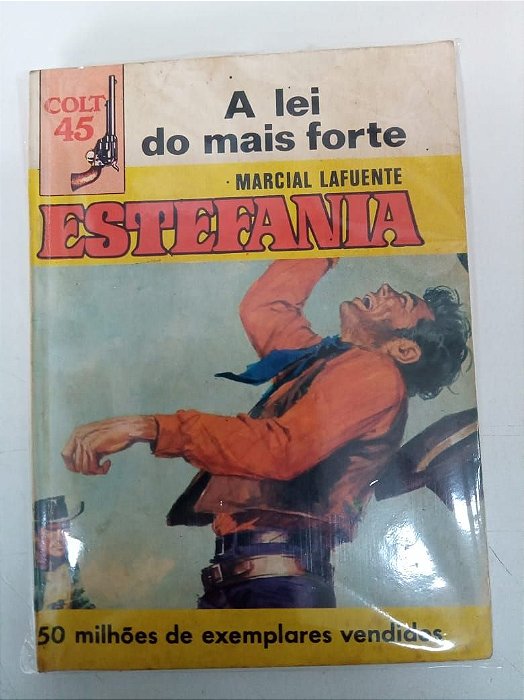 COLT
45
A lei
do mais forte
MARCIAL LAFUENTE
ESTEFANIA
50 milhões de exemplares vendidos